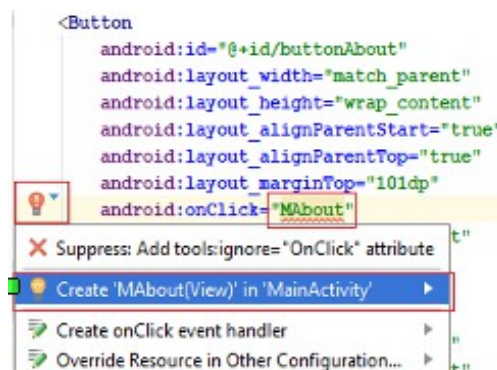 <Button
android:id="@+id/buttonAbout"
android:layout_width="match_parent"
android:layout_height="wrap_content"
android:layout_alignParentStart="true"
android:layout_alignParentTop="true"
android:layout_marginTop="101dp"
android:onClick="MAbout"
t"
Suppress: Add tools:ignore="OnClick" attribute
Create 'MAbout(View)' in 'MainActivity'
Create onClick event handler
"
Override Resource in Other Configuration...
t"